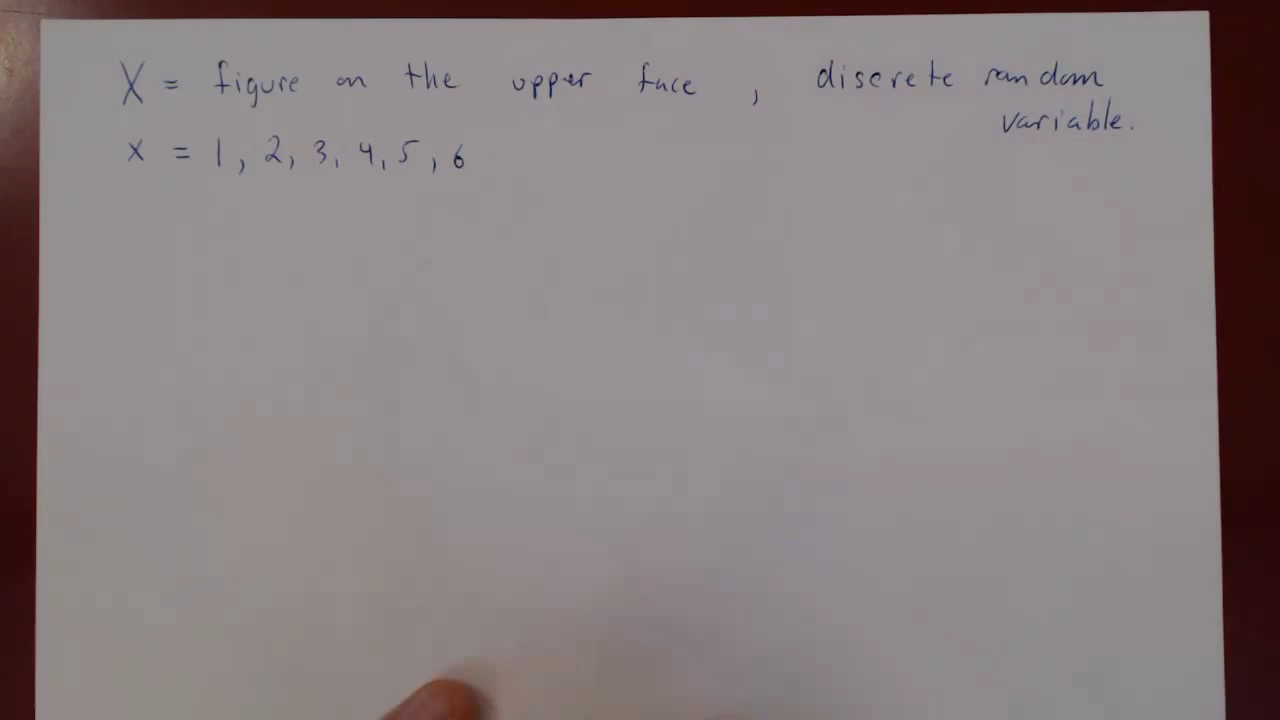 X = figure on the upper face , discrete random
variable.
x = 1, 2, 3, 4, 5, 6